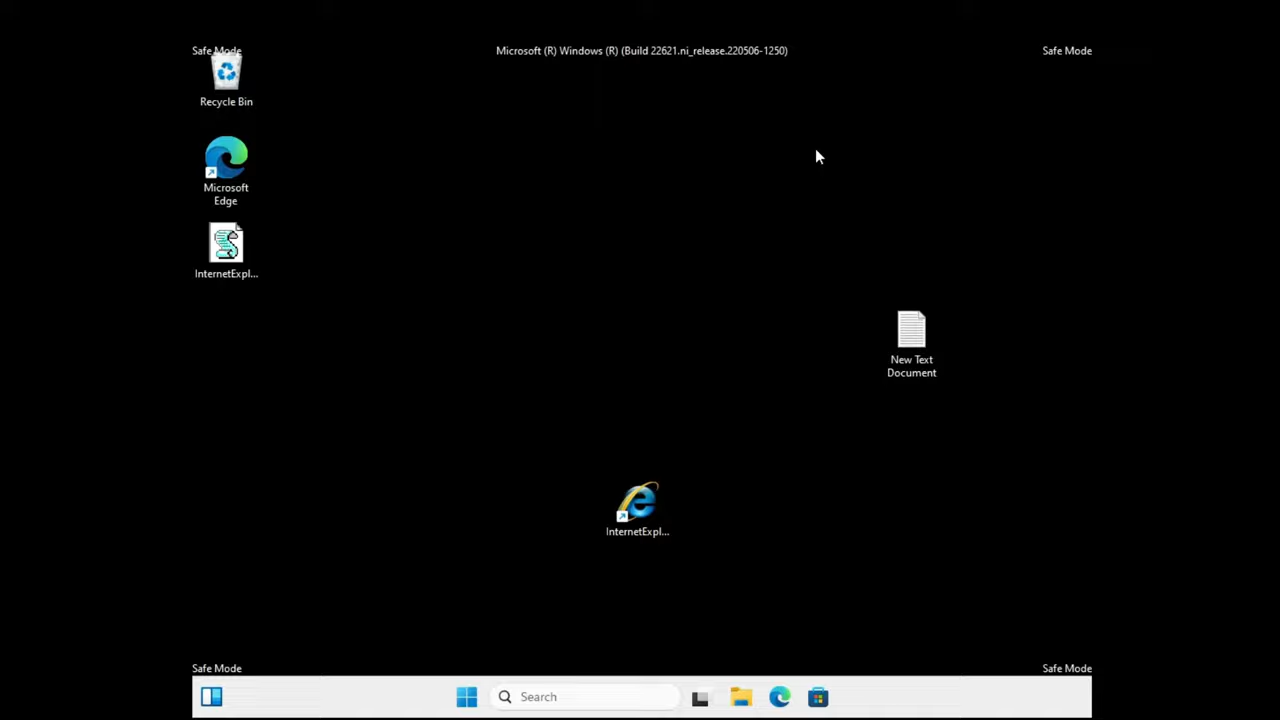 Safe Mode
Microsoft (R) Windows (R) (Build 22621.ni_release.220506-1250)
Safe Mode
Recycle Bin
Microsoft
Edge
InternetExpl...
New Text
Document
InternetExpl...
Safe Mode
Safe Mode
Search